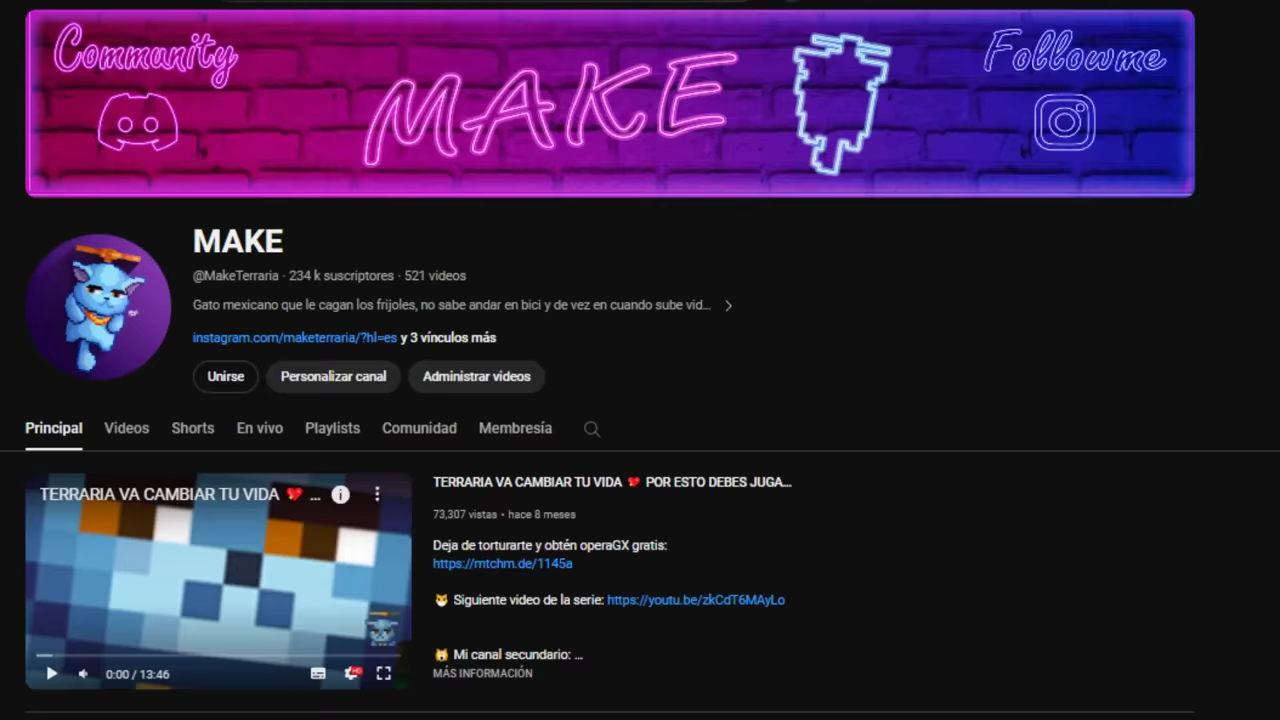 Community
MAKE
Followme
MAKE
@MakeTerraria · 234 k suscriptores · 521 videos
Gato mexicano que le cagan los frijoles, no sabe andar en bici y de vez en cuando sube vid...
instagram.com/maketerraria/?hl=es y 3 vínculos más
Unirse
Personalizar canal
Administrar videos
Principal
Videos
Shorts
En vivo
Playlists
Comunidad
Membresía
TERRARIA VA CAMBIAR TU VIDA 💖 ...
0:00 / 13:46
TERRARIA VA CAMBIAR TU VIDA 💖 POR ESTO DEBES JUGA...
73,307 vistas • hace 8 meses
Deja de torturarte y obtén operaGX gratis:
https://mtchm.de/1145a
😺 Siguiente video de la serie: https://youtu.be/zkCdT6MAyLo
🙀 Mi canal secundario: ...
MÁS INFORMACIÓN